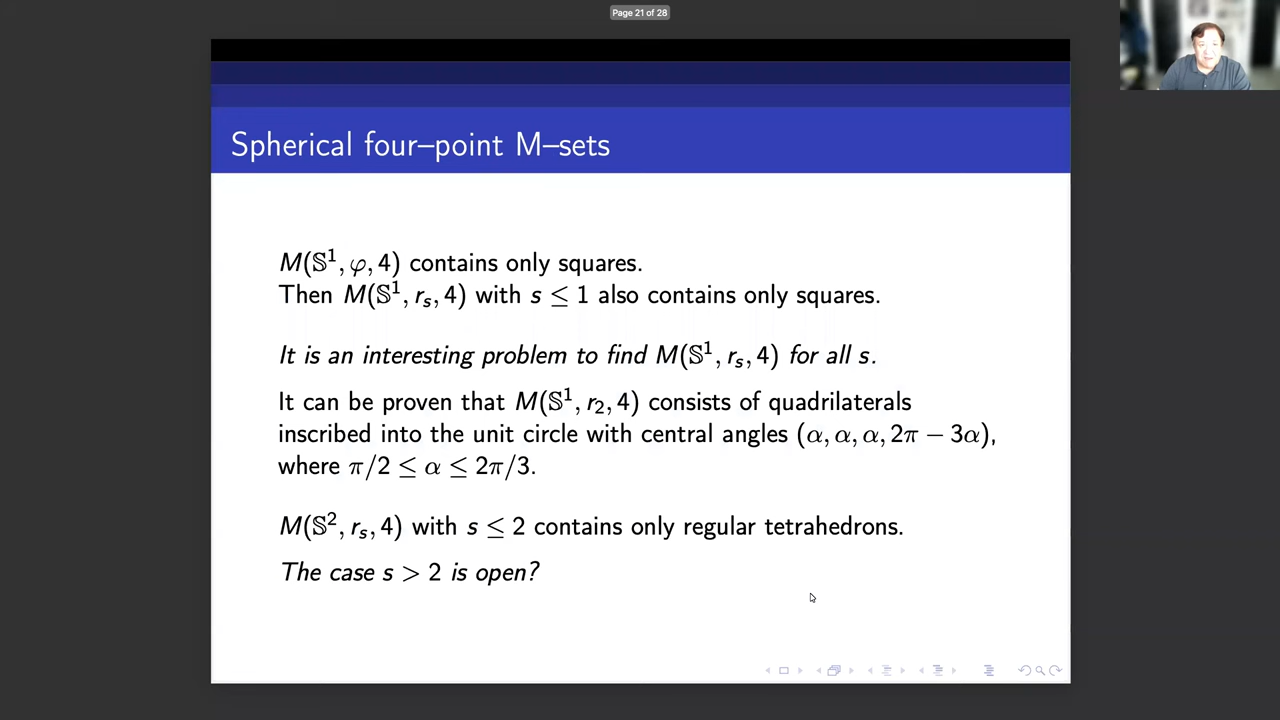 Page 21 of 28
Spherical four–point M–sets
M(𝕊¹, φ, 4) contains only squares.
Then M(𝕊¹, rₛ, 4) with s ≤ 1 also contains only squares.
It is an interesting problem to find M(𝕊¹, rₛ, 4) for all s.
It can be proven that M(𝕊¹, r₂, 4) consists of quadrilaterals
inscribed into the unit circle with central angles (α, α, α, 2π − 3α),
where π/2 ≤ α ≤ 2π/3.
M(𝕊², rₛ, 4) with s ≤ 2 contains only regular tetrahedrons.
The case s > 2 is open?